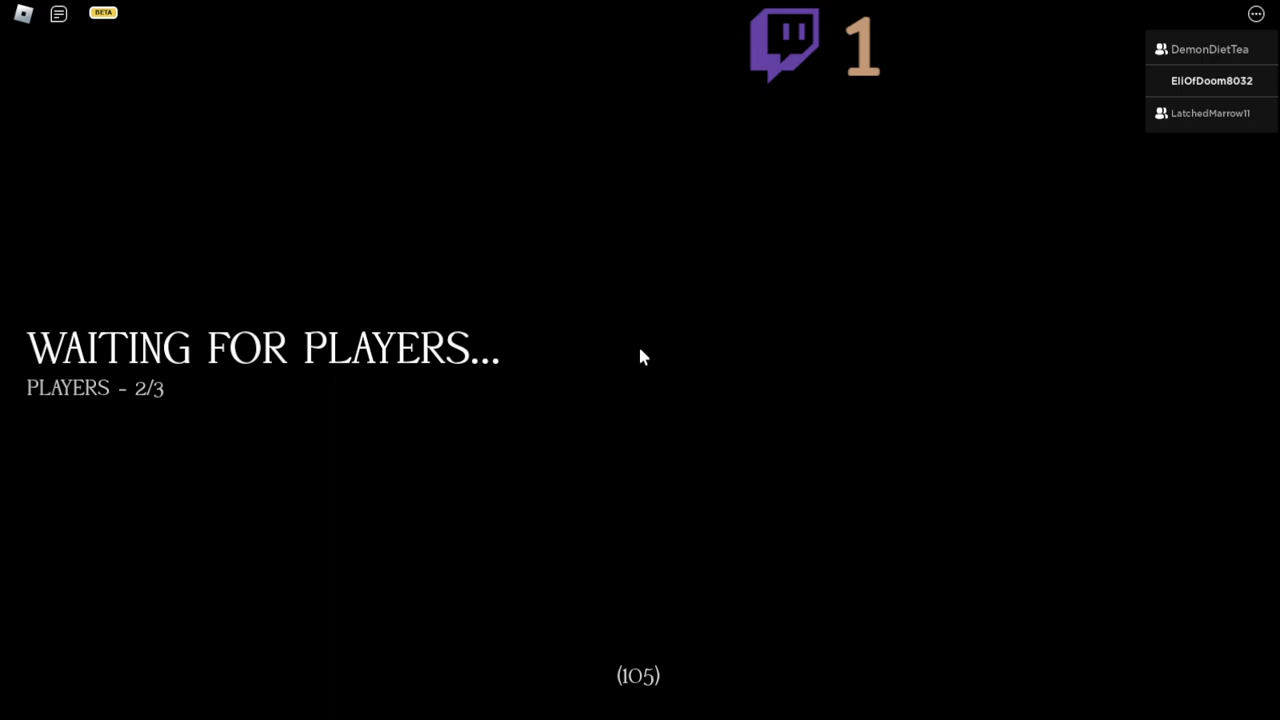 BETA
1
DemonDietTea
EliOfDoom8032
LatchedMarrow11
WAITING FOR PLAYERS...
PLAYERS - 2/3
(105)